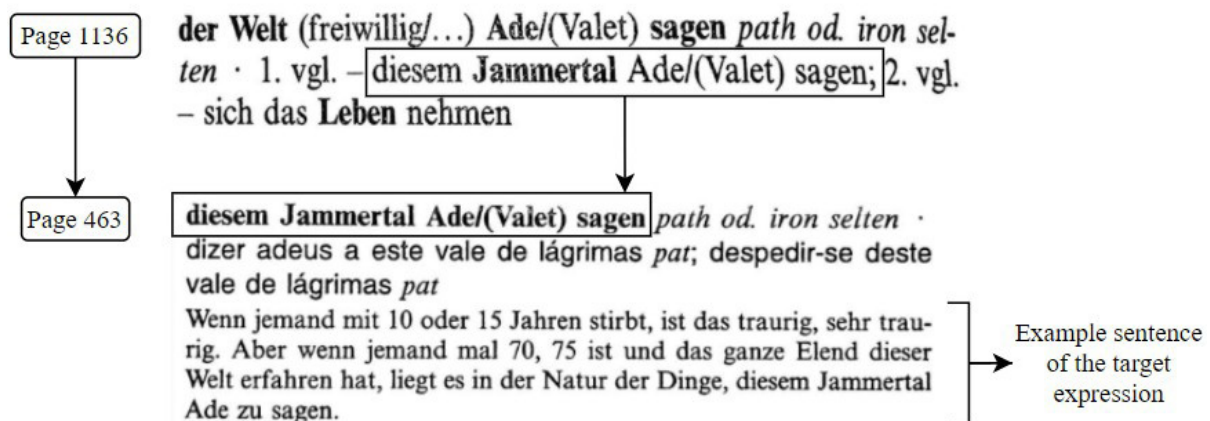 Page 1136
der Welt (freiwillig/…) Ade/(Valet) sagen path od. iron sel-
ten · 1. vgl. – diesem Jammertal Ade/(Valet) sagen; 2. vgl.
– sich das Leben nehmen
Page 463
diesem Jammertal Ade/(Valet) sagen path od. iron selten ·
dizer adeus a este vale de lágrimas pat; despedir-se deste
vale de lágrimas pat
Wenn jemand mit 10 oder 15 Jahren stirbt, ist das traurig, sehr trau-
rig. Aber wenn jemand mal 70, 75 ist und das ganze Elend dieser
Welt erfahren hat, liegt es in der Natur der Dinge, diesem Jammertal
Ade zu sagen.
Example sentence
of the target
expression